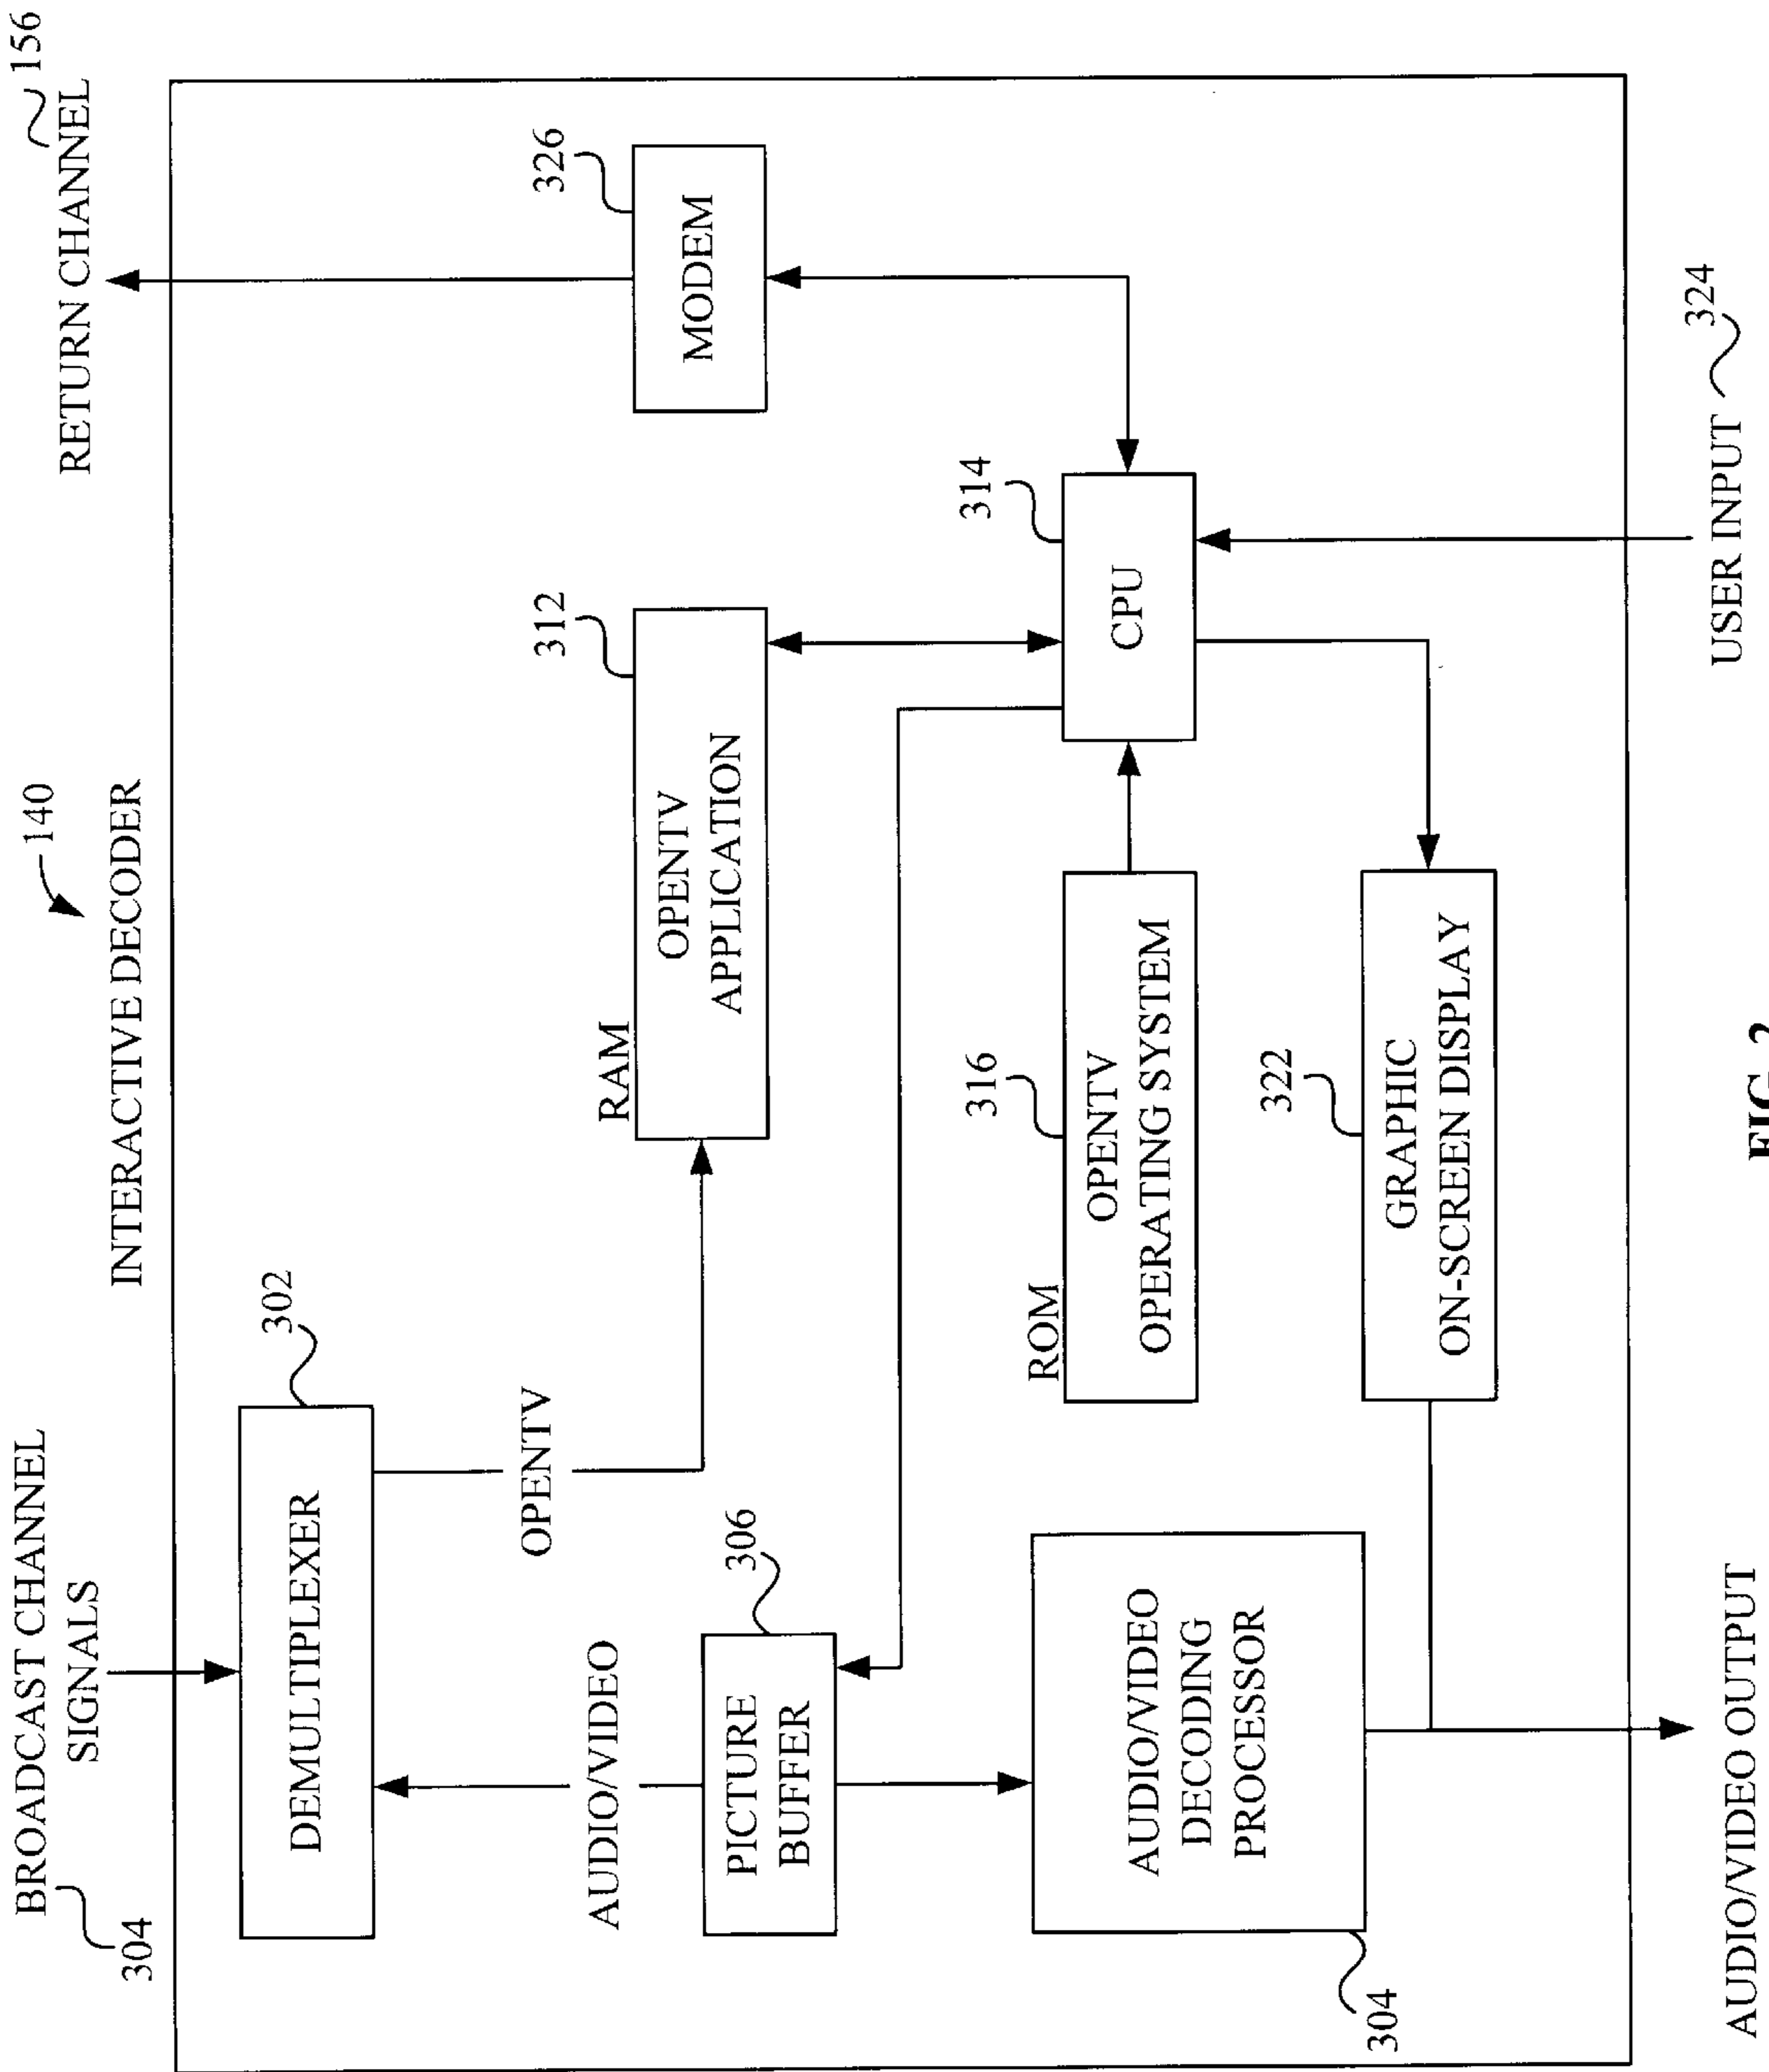 140
INTERACTIVE DECODER
BROADCAST CHANNEL
SIGNALS
304
RETURN CHANNEL
156
302
DEMULTIPLEXER
OPENTV
AUDIO/VIDEO
306
PICTURE
BUFFER
RAM
312
OPENTV
APPLICATION
326
MODEM
314
CPU
ROM
316
OPENTV
OPERATING SYSTEM
322
GRAPHIC
ON-SCREEN DISPLAY
AUDIO/VIDEO
DECODING
PROCESSOR
304
AUDIO/VIDEO OUTPUT
USER INPUT
324